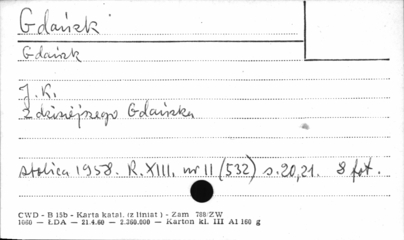 Gdańsk
Gdańsk
J. K.
Z dzisiejszego Gdańska
Stolica 1958. R. XIII. nr 11 (532) s. 20,21. 8 fot.
CWD - B 15b - Karta katal. (z liniat) - Zam 788/ZW
1060 — ŁDA — 21.4.60 — 2.360.000 — Karton kl. III A1 160 g